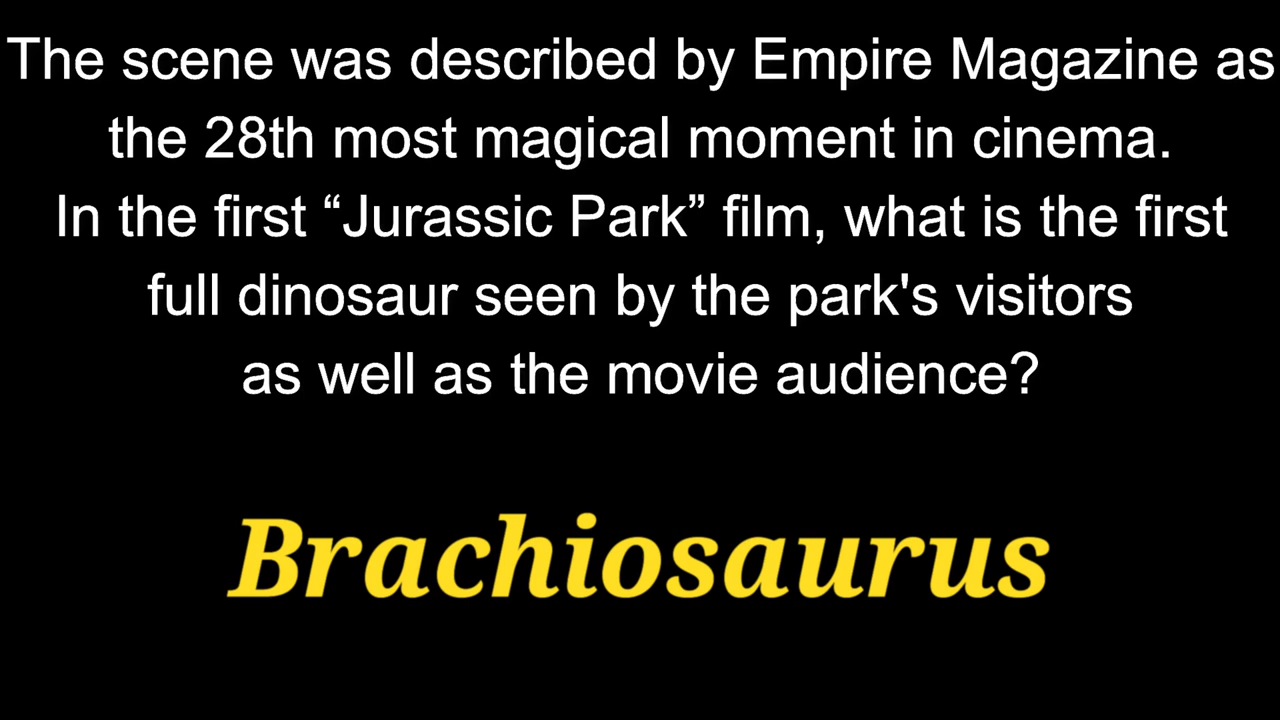 The scene was described by Empire Magazine as
the 28th most magical moment in cinema.
In the first “Jurassic Park” film, what is the first
full dinosaur seen by the park's visitors
as well as the movie audience?
Brachiosaurus